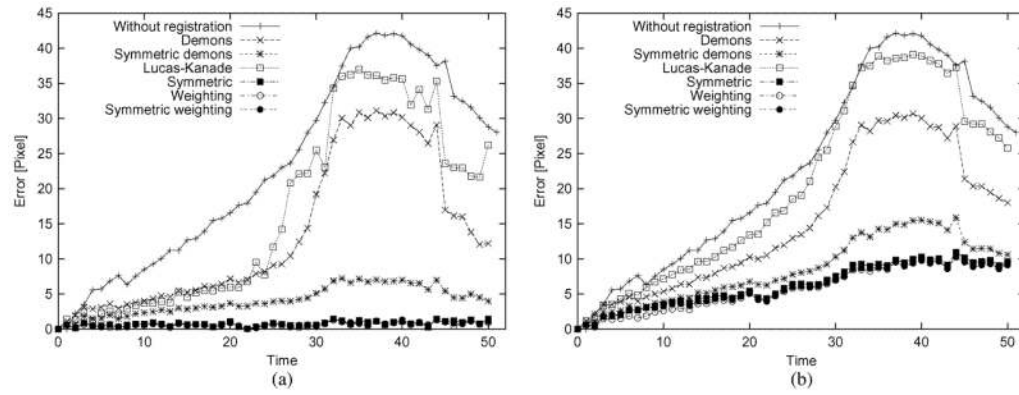 45
40
35
30
25
20
15
10
5
0
Error [Pixel]
Without registration
Demons
Symmetric demons
Lucas-Kanade
Symmetric
Weighting
Symmetric weighting
0 10 20 30 40 50
Time
(a)
45
40
35
30
25
20
15
10
5
0
Error [Pixel]
Without registration
Demons
Symmetric demons
Lucas-Kanade
Symmetric
Weighting
Symmetric weighting
0 10 20 30 40 50
Time
(b)